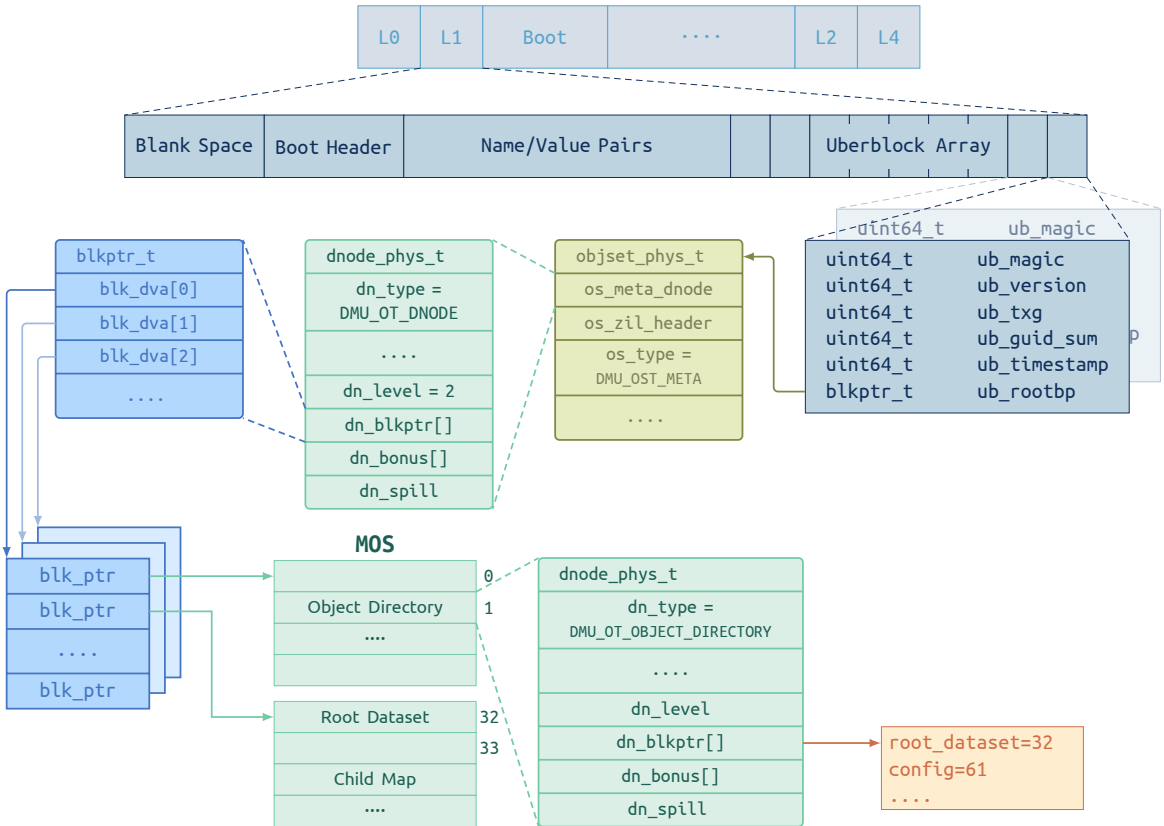 L0 L1 Boot .... L2 L4
Blank Space Boot Header Name/Value Pairs Uberblock Array
uint64_t ub_magic
uint64_t ub_magic
uint64_t ub_version
uint64_t ub_txg
uint64_t ub_guid_sum
p
uint64_t ub_timestamp
blkptr_t ub_rootbp
blkptr_t
blk_dva[0]
blk_dva[1]
blk_dva[2]
....
dnode_phys_t
dn_type =
DMU_OT_DNODE
....
dn_level = 2
dn_blkptr[]
dn_bonus[]
dn_spill
objset_phys_t
os_meta_dnode
os_zil_header
os_type =
DMU_OST_META
....
blk_ptr
blk_ptr
....
blk_ptr
MOS
0
Object Directory 1
....
Root Dataset 32
33
Child Map
....
dnode_phys_t
dn_type =
DMU_OT_OBJECT_DIRECTORY
....
dn_level
dn_blkptr[]
dn_bonus[]
dn_spill
root_dataset=32
config=61
....